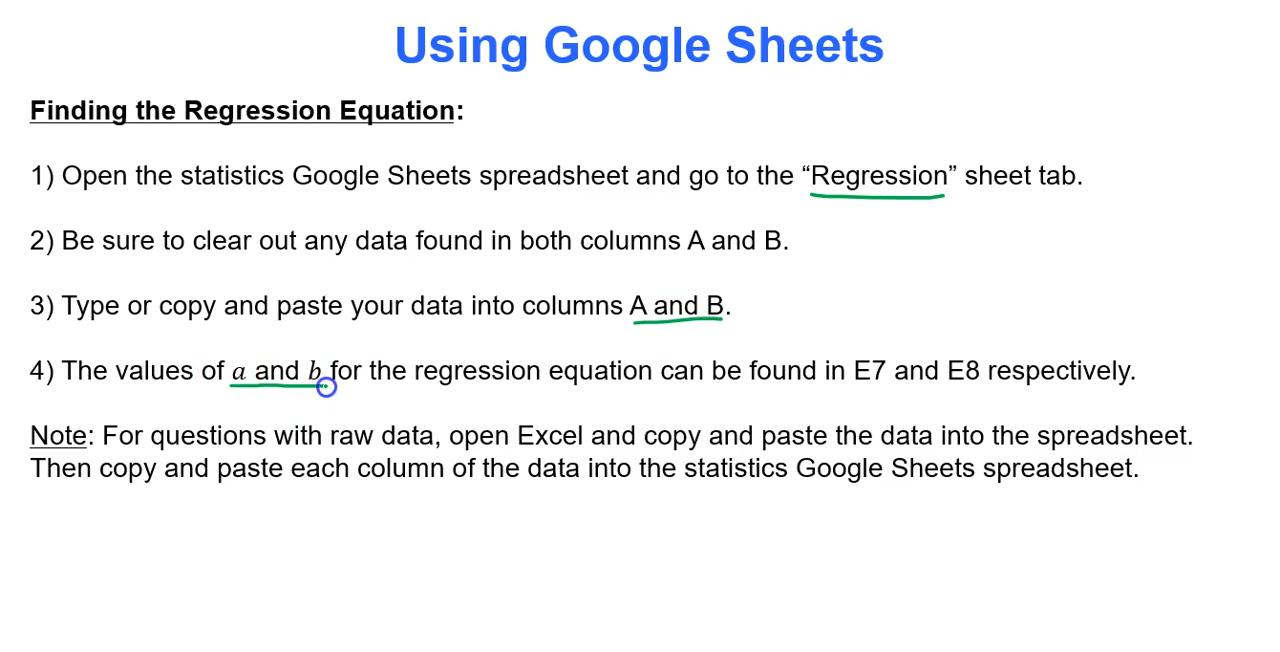 Using Google Sheets
Finding the Regression Equation:
1) Open the statistics Google Sheets spreadsheet and go to the “Regression” sheet tab.
2) Be sure to clear out any data found in both columns A and B.
3) Type or copy and paste your data into columns A and B.
4) The values of a and b for the regression equation can be found in E7 and E8 respectively.
Note: For questions with raw data, open Excel and copy and paste the data into the spreadsheet.
Then copy and paste each column of the data into the statistics Google Sheets spreadsheet.